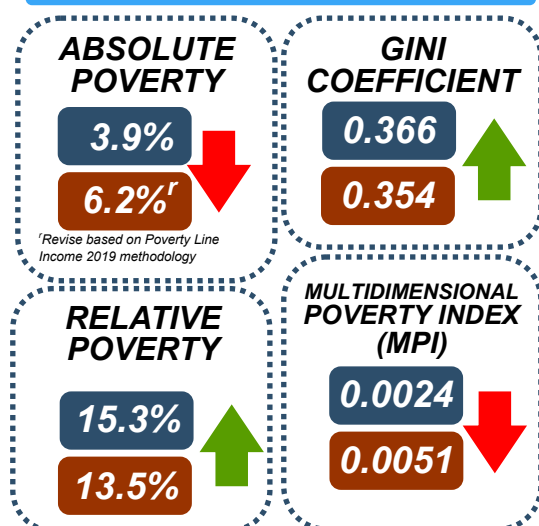 ABSOLUTE
POVERTY
3.9%
6.2%ʳ
ʳRevise based on Poverty Line
Income 2019 methodology
GINI
COEFFICIENT
0.366
0.354
RELATIVE
POVERTY
15.3%
13.5%
MULTIDIMENSIONAL
POVERTY INDEX
(MPI)
0.0024
0.0051